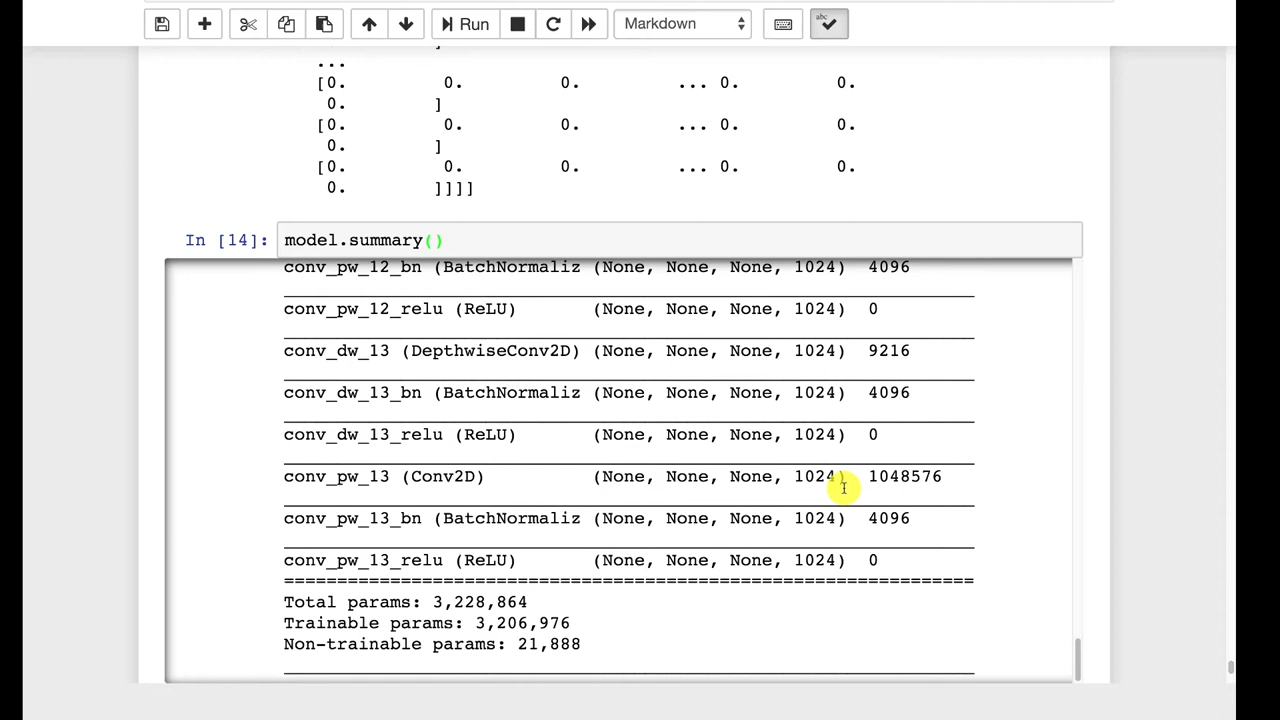 abc
Run Markdown
]
...
[0. 0. 0. ... 0. 0.
0. ]
[0. 0. 0. ... 0. 0.
0. ]
[0. 0. 0. ... 0. 0.
0. ]]]]
In [14]: model.summary()
conv_pw_12_bn (BatchNormaliz (None, None, None, 1024) 4096
conv_pw_12_relu (ReLU) (None, None, None, 1024) 0
conv_dw_13 (DepthwiseConv2D) (None, None, None, 1024) 9216
conv_dw_13_bn (BatchNormaliz (None, None, None, 1024) 4096
conv_dw_13_relu (ReLU) (None, None, None, 1024) 0
conv_pw_13 (Conv2D) (None, None, None, 1024) 1048576
conv_pw_13_bn (BatchNormaliz (None, None, None, 1024) 4096
conv_pw_13_relu (ReLU) (None, None, None, 1024) 0
=================================================================
Total params: 3,228,864
Trainable params: 3,206,976
Non-trainable params: 21,888